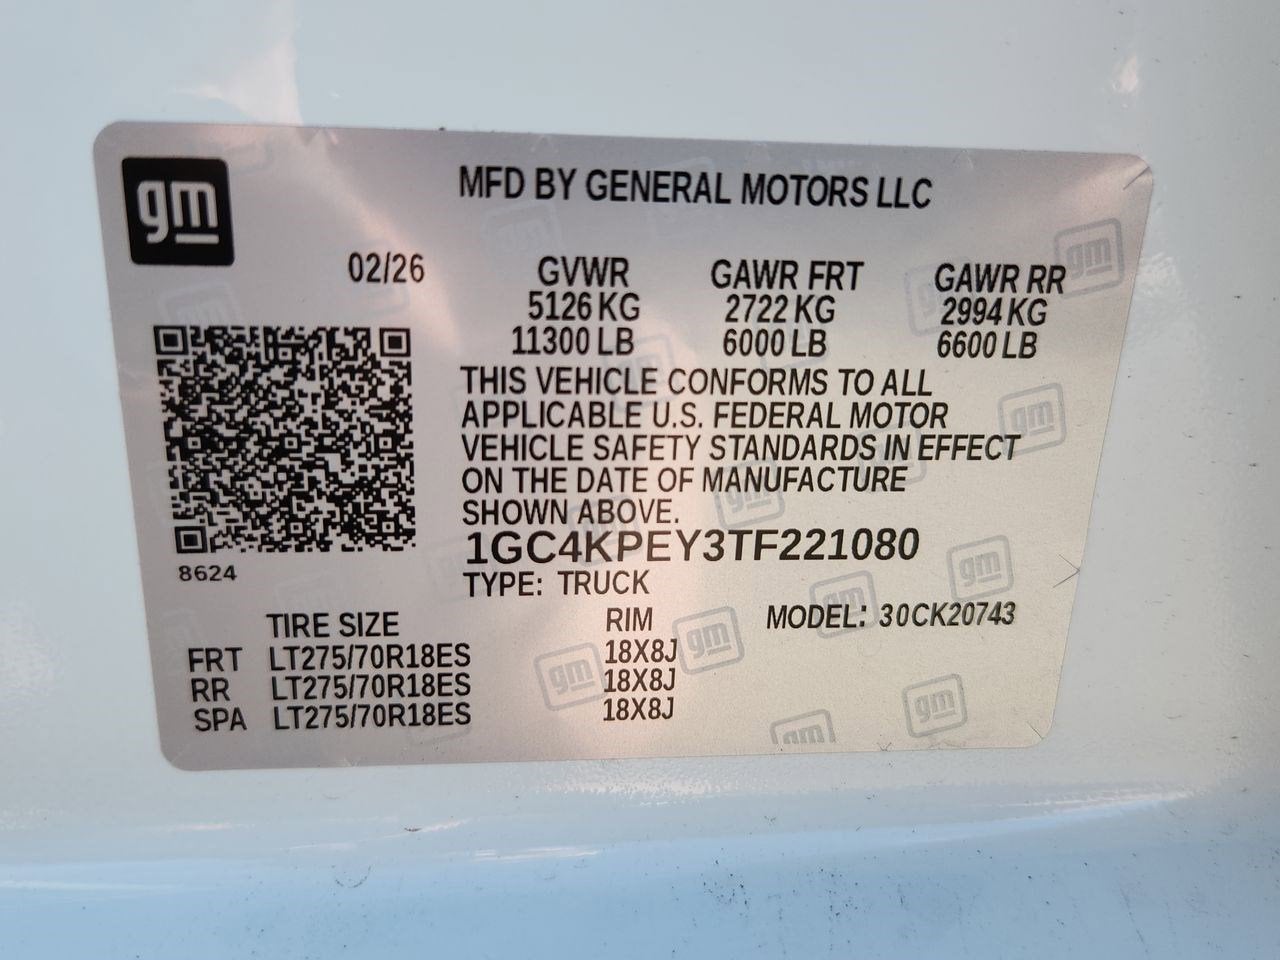 gm
MFD BY GENERAL MOTORS LLC
02/26
GVWR GAWR FRT GAWR RR
5126 KG 2722 KG 2994 KG
11300 LB 6000 LB 6600 LB
THIS VEHICLE CONFORMS TO ALL
APPLICABLE U.S. FEDERAL MOTOR
VEHICLE SAFETY STANDARDS IN EFFECT
ON THE DATE OF MANUFACTURE
SHOWN ABOVE.
1GC4KPEY3TF221080
8624
TYPE: TRUCK
TIRE SIZE RIM MODEL: 30CK20743
FRT LT275/70R18ES 18X8J
RR LT275/70R18ES 18X8J
SPA LT275/70R18ES 18X8J